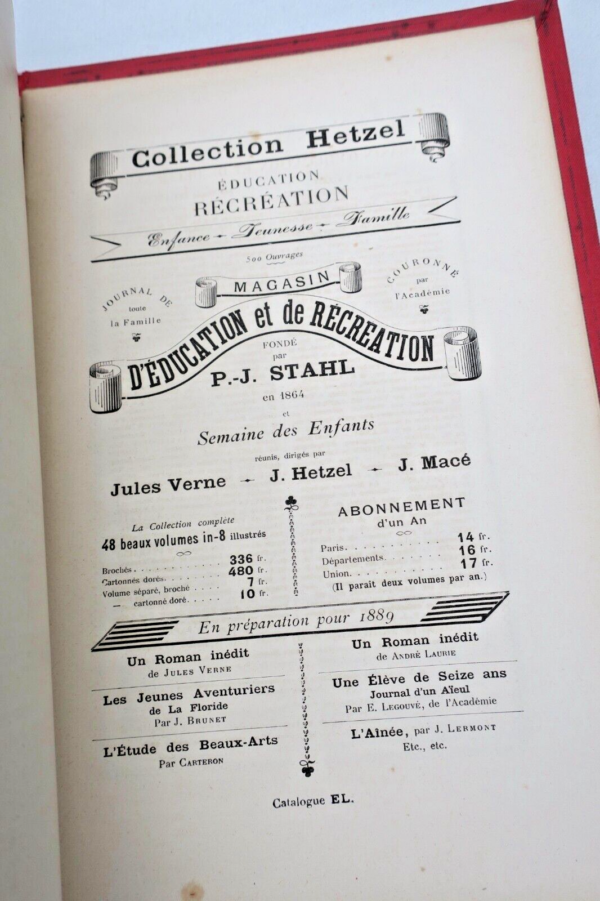 Collection Hetzel
ÉDUCATION
RÉCRÉATION
Enfance - Jeunesse - Famille
500 Ouvrages
JOURNAL DE
toute
la Famille
MAGASIN
COURONNÉ
par
l'Académie
D'ÉDUCATION et de RÉCREATION
FONDÉ
par
P.-J. STAHL
en 1864
et
Semaine des Enfants
réunis, dirigés par
Jules Verne - J. Hetzel - J. Macé
La Collection complète
48 beaux volumes in-8 illustrés
Brochés. . . . . . . . . . 336 fr.
Cartonnés dorés. . . . . . . 480 fr.
Volume séparé, broché . . . . 7 fr.
— cartonné doré. . . . . 10 fr.
ABONNEMENT
d'un An
Paris. . . . . . . . . . 14 fr.
Départements. . . . . . . 16 fr.
Union. . . . . . . . . . 17 fr.
(Il paraît deux volumes par an.)
En préparation pour 1889
Un Roman inédit
de JULES VERNE
Les Jeunes Aventuriers
de La Floride
Par J. BRUNET
L'Étude des Beaux-Arts
Par CARTERON
Un Roman inédit
de ANDRÉ LAURIE
Une Élève de Seize ans
Journal d'un Aïeul
Par E. LEGOUVÉ, de l'Académie
L'Aînée, par J. LERMONT
Etc., etc.
Catalogue EL.